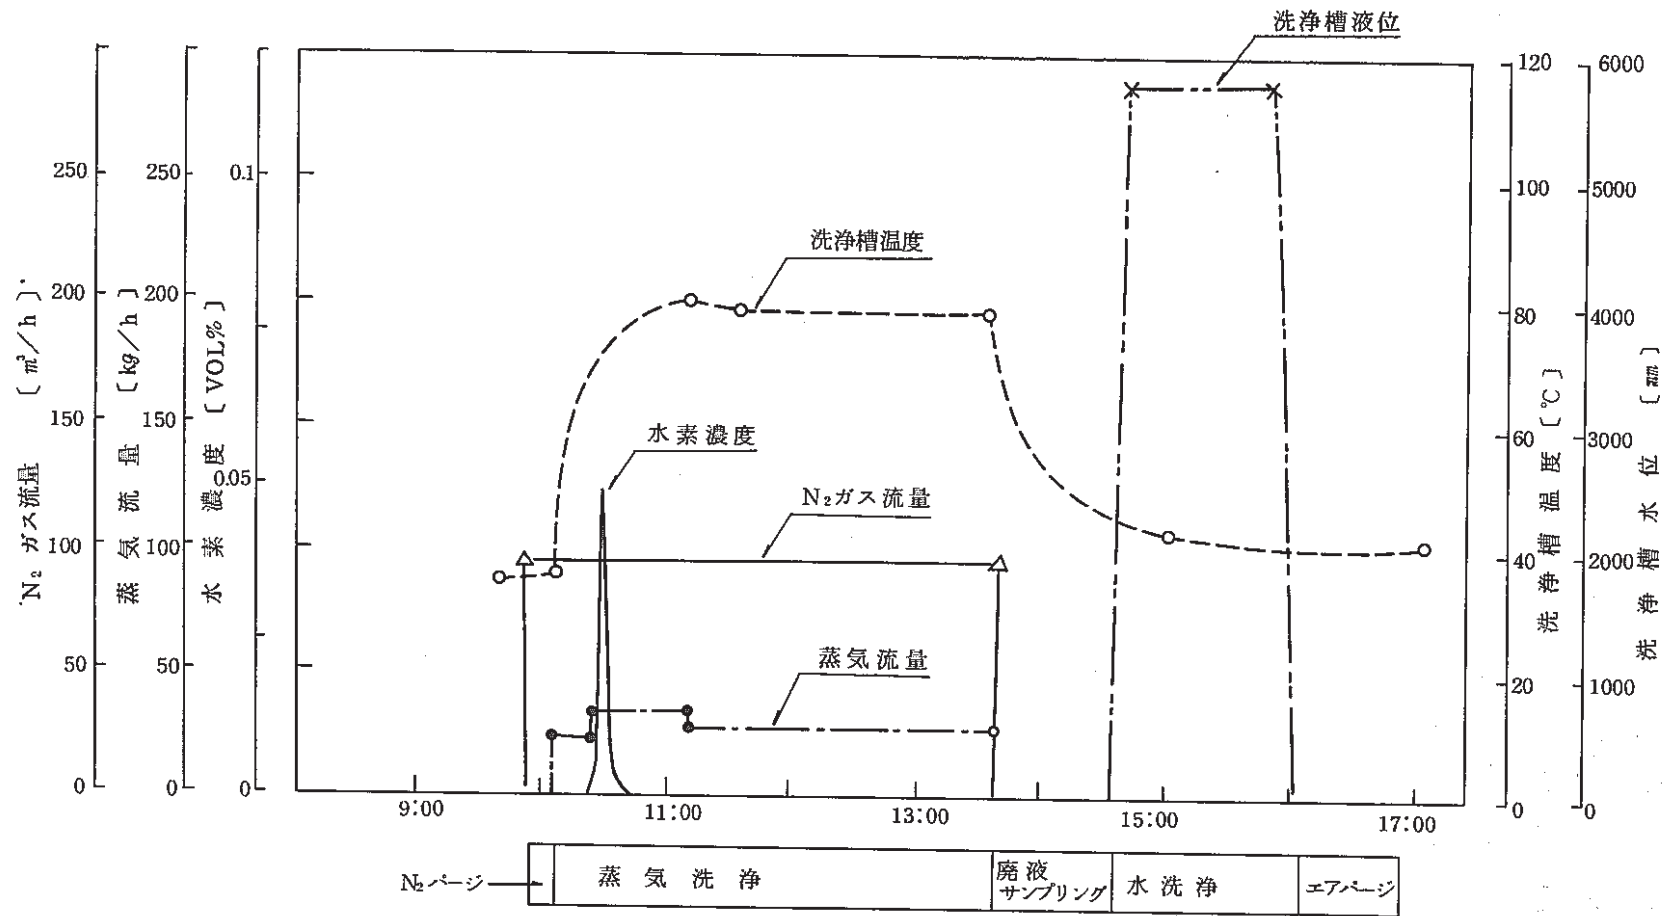 洗浄槽液位
120
6000
250
250
0.1
100
5000
洗浄槽温度
200
200
80
4000
N₂ガス流量 〔m³/h〕
蒸気流量 〔kg/h〕
水素濃度 〔VOL%〕
洗浄槽温度〔℃〕
洗浄槽水位 〔mm〕
150
150
水素濃度
60
3000
0.05
N₂ガス流量
100
100
40
2000
蒸気流量
50
50
20
1000
0
0
0
0
0
9:00
11:00
13:00
15:00
17:00
N₂パージ
蒸気洗浄
廃液
サンプリング
水洗浄
エアパージ